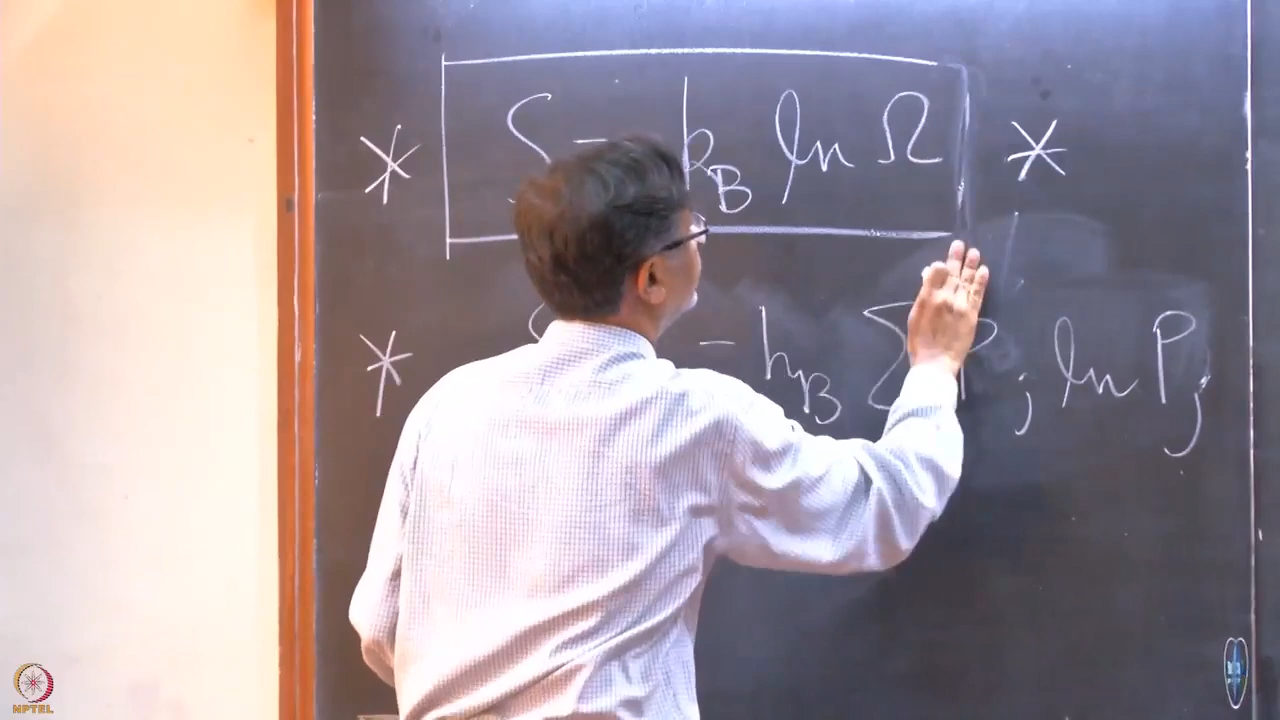 * S = k_B ln Ω *
* - k_B Σ P_j ln P_j
NPTEL